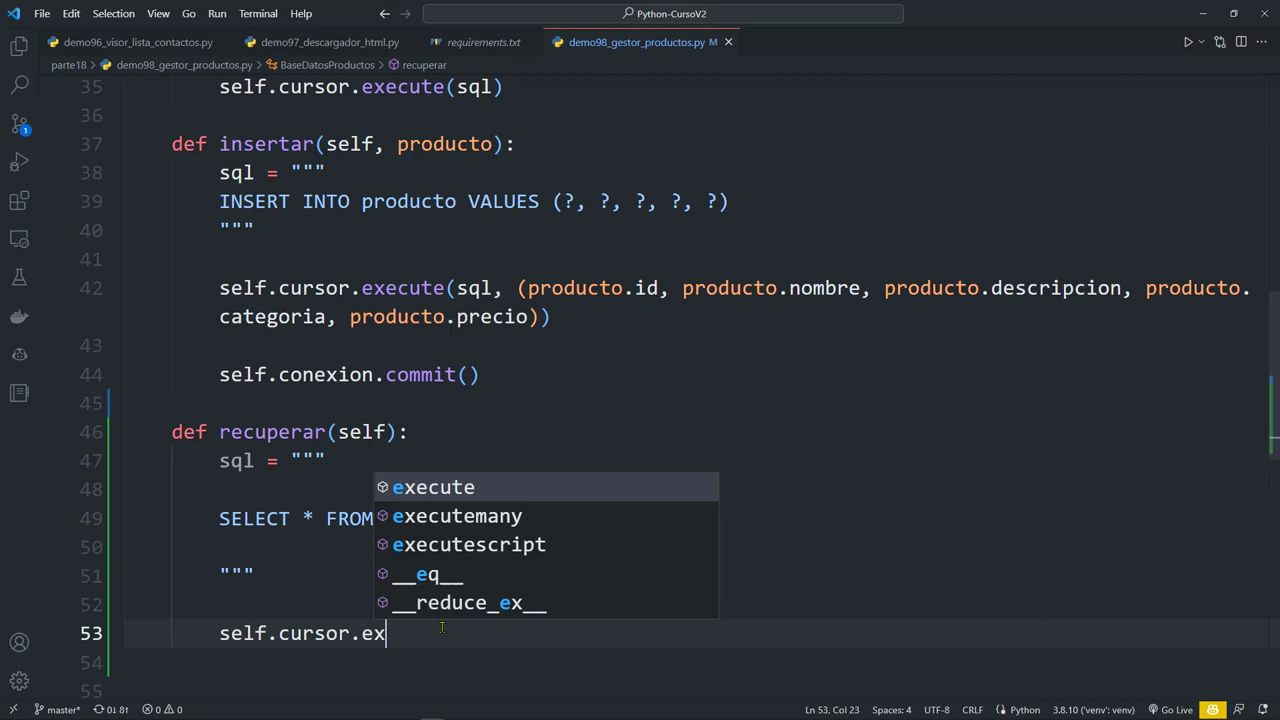 File Edit Selection View Go Run Terminal Help Python-CursoV2
demo96_visor_lista_contactos.py demo97_descargador_html.py requirements.txt demo98_gestor_productos.py M
parte18 > demo98_gestor_productos.py > BaseDatosProductos > recuperar
35 self.cursor.execute(sql)
36
37 def insertar(self, producto):
38 sql = """
39 INSERT INTO producto VALUES (?, ?, ?, ?, ?)
40 """
41
42 self.cursor.execute(sql, (producto.id, producto.nombre, producto.descripcion, producto.
categoria, producto.precio))
43
44 self.conexion.commit()
45
46 def recuperar(self):
47 sql = """
48 execute
49 SELECT * FROM executemany
50 executescript
51 """ __eq__
52 __reduce_ex__
53 self.cursor.ex
54
55
1
master* 0↓ 8↑ 0 0 Ln 53, Col 23 Spaces: 4 UTF-8 CRLF Python 3.8.10 ('venv': venv) Go Live